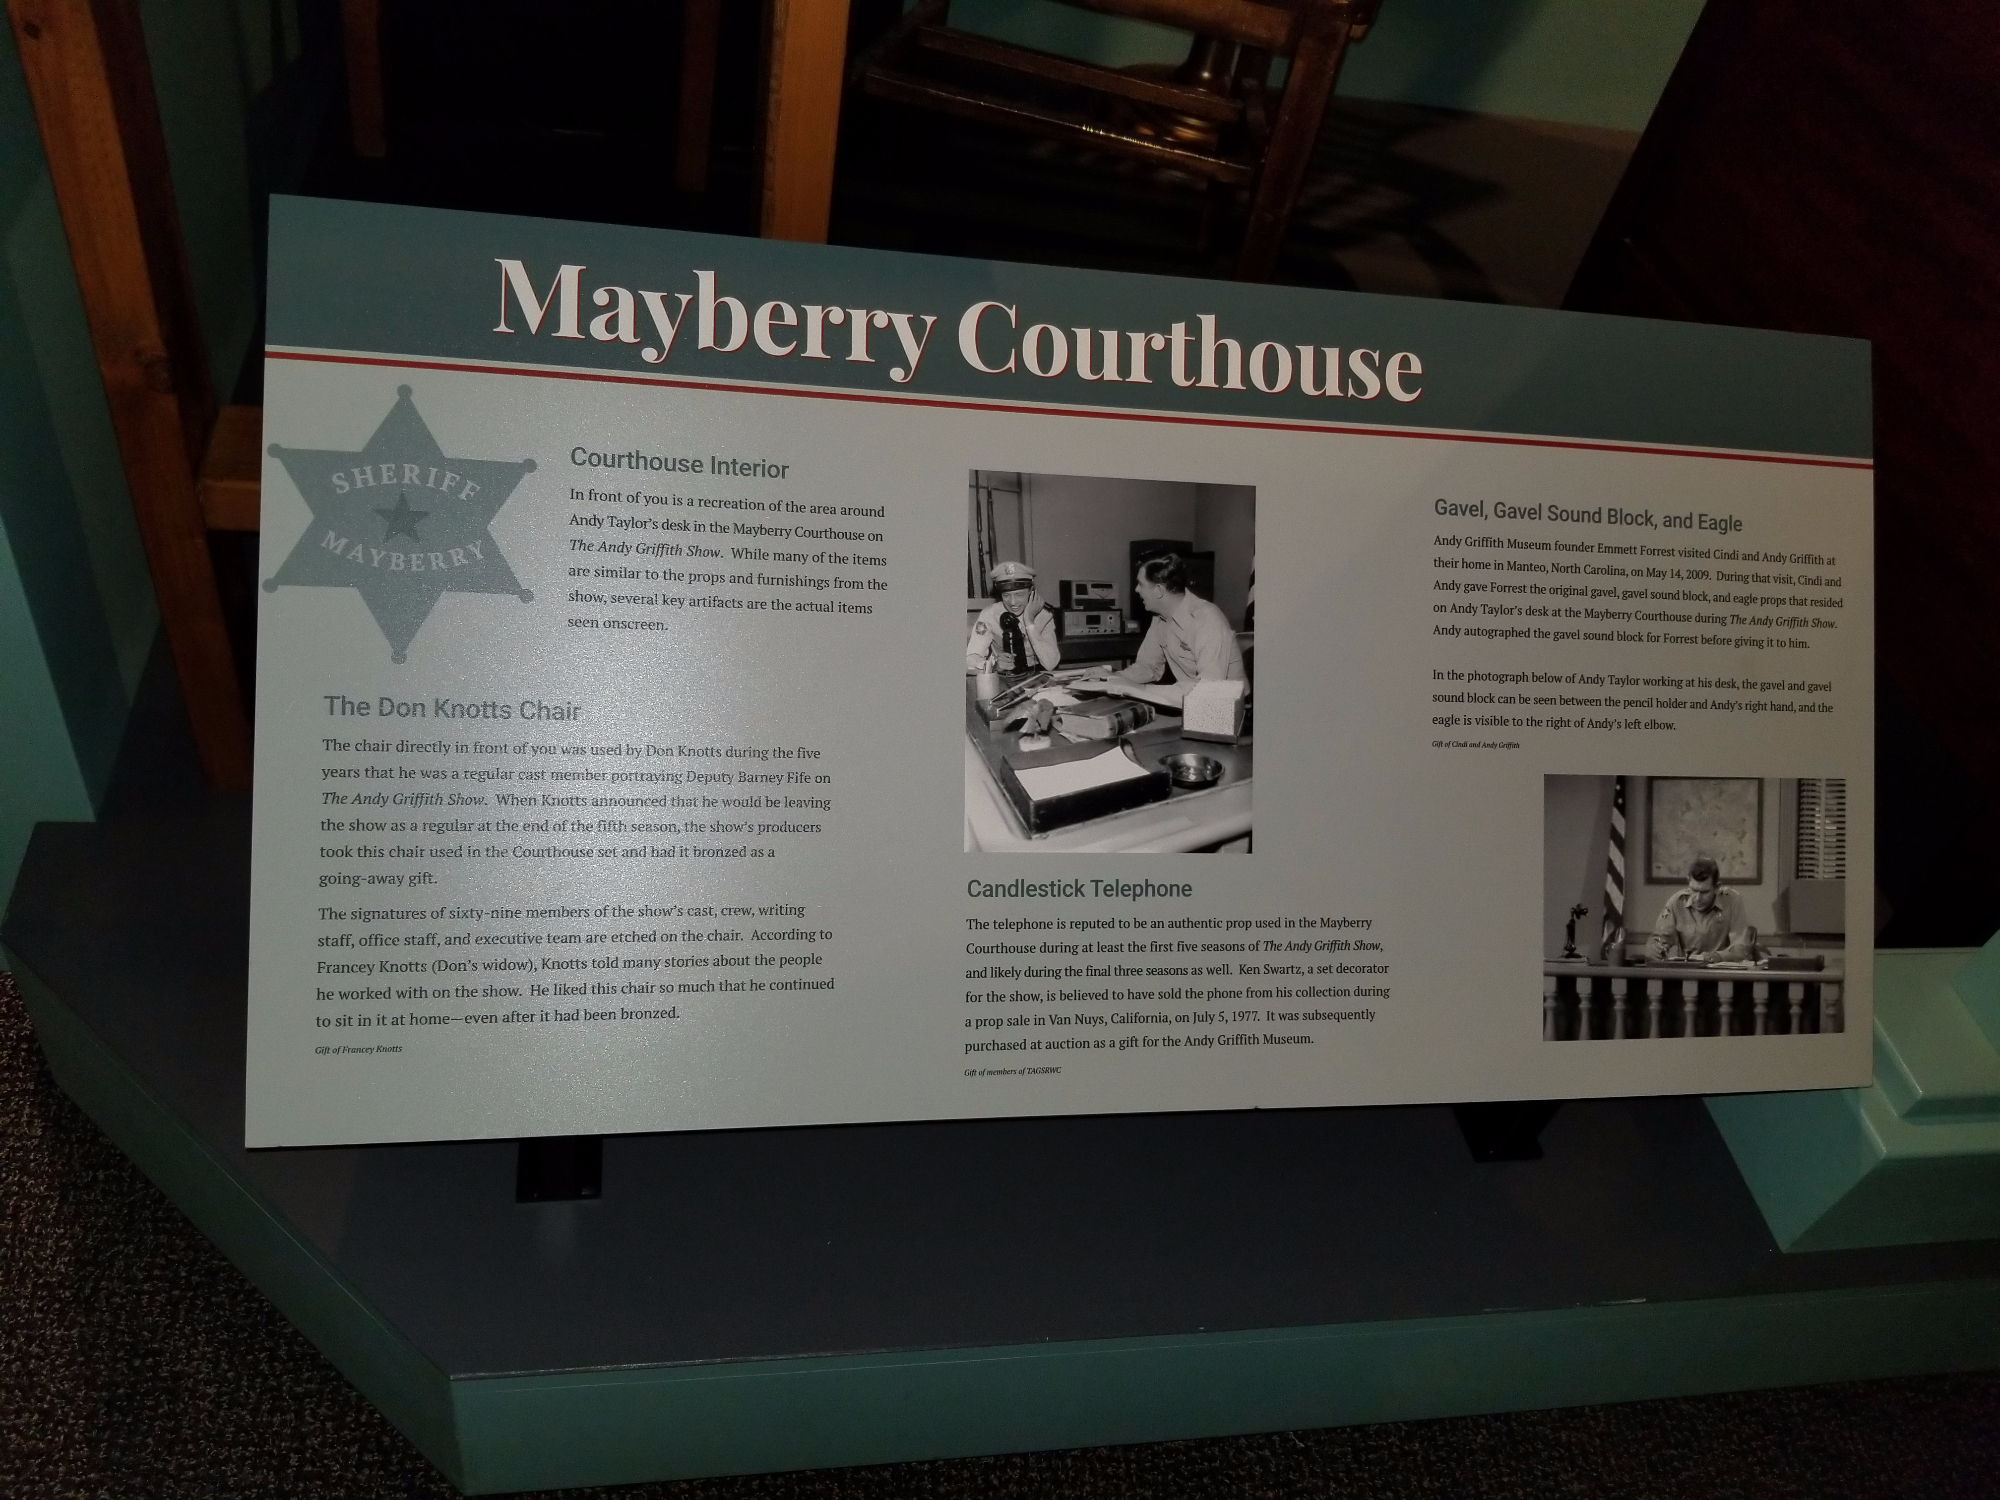 Mayberry Courthouse
SHERIFF
MAYBERRY
Courthouse Interior
In front of you is a recreation of the area around
Andy Taylor's desk in the Mayberry Courthouse on
The Andy Griffith Show. While many of the items
are similar to the props and furnishings from the
show, several key artifacts are the actual items
seen onscreen.
The Don Knotts Chair
The chair directly in front of you was used by Don Knotts during the five
years that he was a regular cast member portraying Deputy Barney Fife on
The Andy Griffith Show. When Knotts announced that he would be leaving
the show as a regular at the end of the fifth season, the show's producers
took this chair used in the Courthouse set and had it bronzed as a
going-away gift.
The signatures of sixty-nine members of the show's cast, crew, writing
staff, office staff, and executive team are etched on the chair. According to
Francey Knotts (Don's widow), Knotts told many stories about the people
he worked with on the show. He liked this chair so much that he continued
to sit in it at home—even after it had been bronzed.
Gift of Francey Knotts
Candlestick Telephone
The telephone is reputed to be an authentic prop used in the Mayberry
Courthouse during at least the first five seasons of The Andy Griffith Show,
and likely during the final three seasons as well. Ken Swartz, a set decorator
for the show, is believed to have sold the phone from his collection during
a prop sale in Van Nuys, California, on July 5, 1977. It was subsequently
purchased at auction as a gift for the Andy Griffith Museum.
Gift of members of TAGSRWC
Gavel, Gavel Sound Block, and Eagle
Andy Griffith Museum founder Emmett Forrest visited Cindi and Andy Griffith at
their home in Manteo, North Carolina, on May 14, 2009. During that visit, Cindi and
Andy gave Forrest the original gavel, gavel sound block, and eagle props that resided
on Andy Taylor's desk at the Mayberry Courthouse during The Andy Griffith Show.
Andy autographed the gavel sound block for Forrest before giving it to him.
In the photograph below of Andy Taylor working at his desk, the gavel and gavel
sound block can be seen between the pencil holder and Andy's right hand, and the
eagle is visible to the right of Andy's left elbow.
Gift of Cindi and Andy Griffith